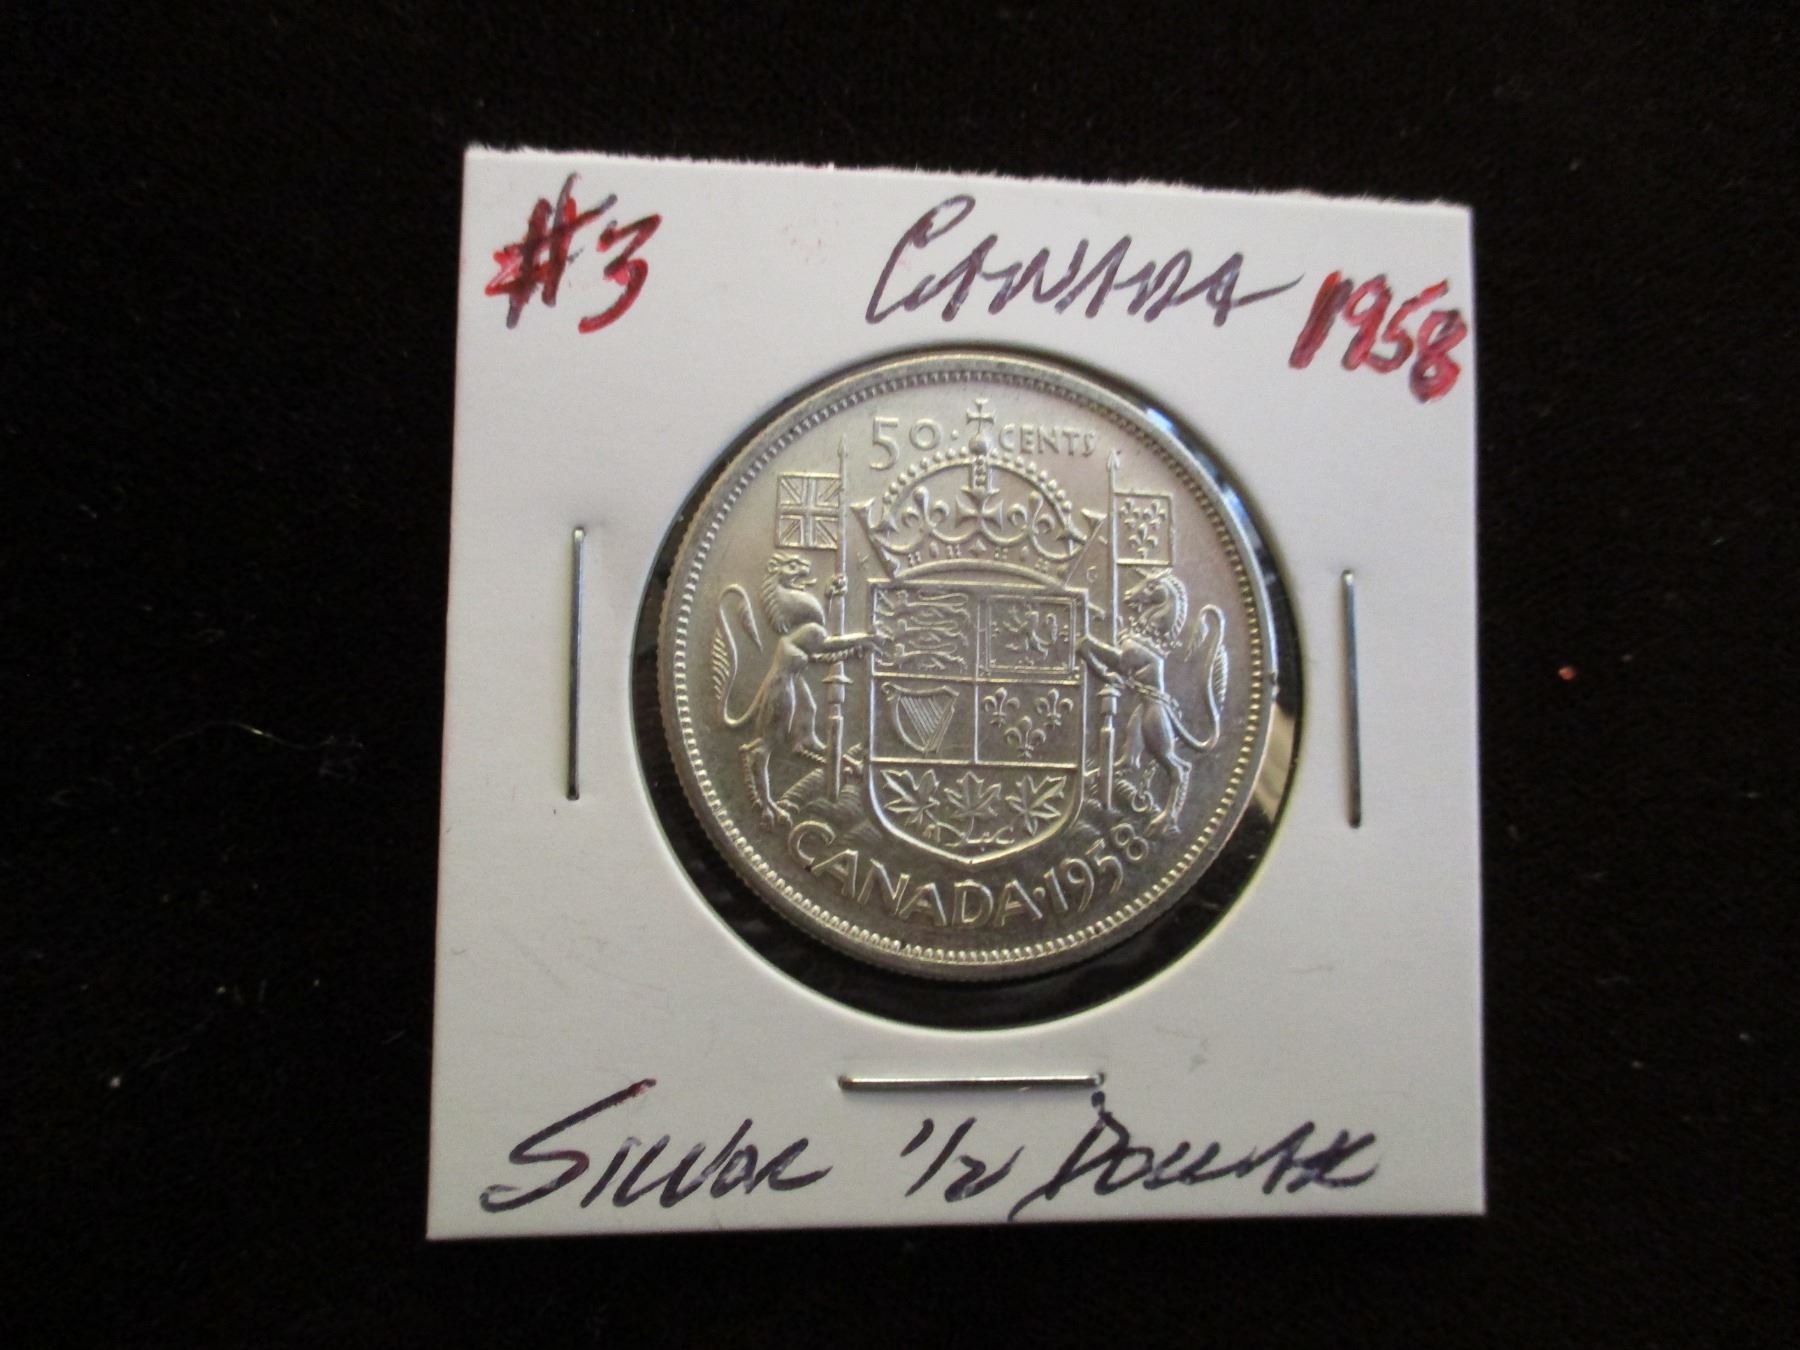 #3 CANADA 1958
50 · CENTS
CANADA · 1958
SILVER 1/2 DOLLAR